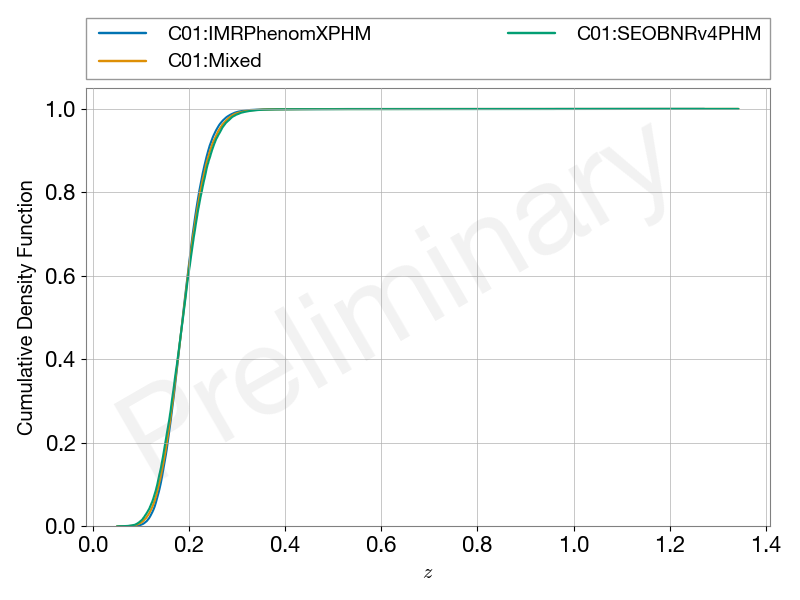 C01:IMRPhenomXPHM
C01:Mixed
C01:SEOBNRv4PHM
Preliminary
Cumulative Density Function
1.0
0.8
0.6
0.4
0.2
0.0
0.0 0.2 0.4 0.6 0.8 1.0 1.2 1.4
z